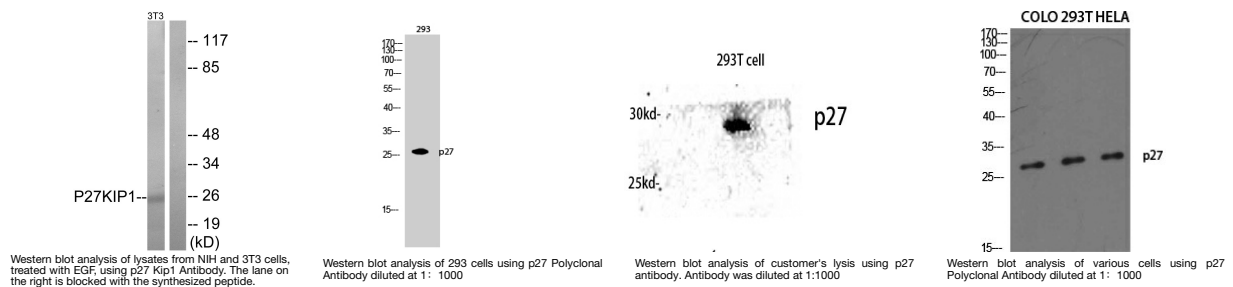 3T3
-- 117
-- 85
-- 48
-- 34
P27KIP1--
-- 26
-- 19
(kD)
Western blot analysis of lysates from NIH and 3T3 cells,
treated with EGF, using p27 Kip1 Antibody. The lane on
the right is blocked with the synthesized peptide.
293
170—
130—
100—
70—
55—
40—
35—
25—
p27
15—
Western blot analysis of 293 cells using p27 Polyclonal
Antibody diluted at 1： 1000
293T cell
30kd-
p27
25kd-
Western blot analysis of customer's lysis using p27
antibody. Antibody was diluted at 1:1000
COLO 293T HELA
170—
130—
100—
70—
55—
40—
35—
p27
25—
15—
Western blot analysis of various cells using p27
Polyclonal Antibody diluted at 1： 1000